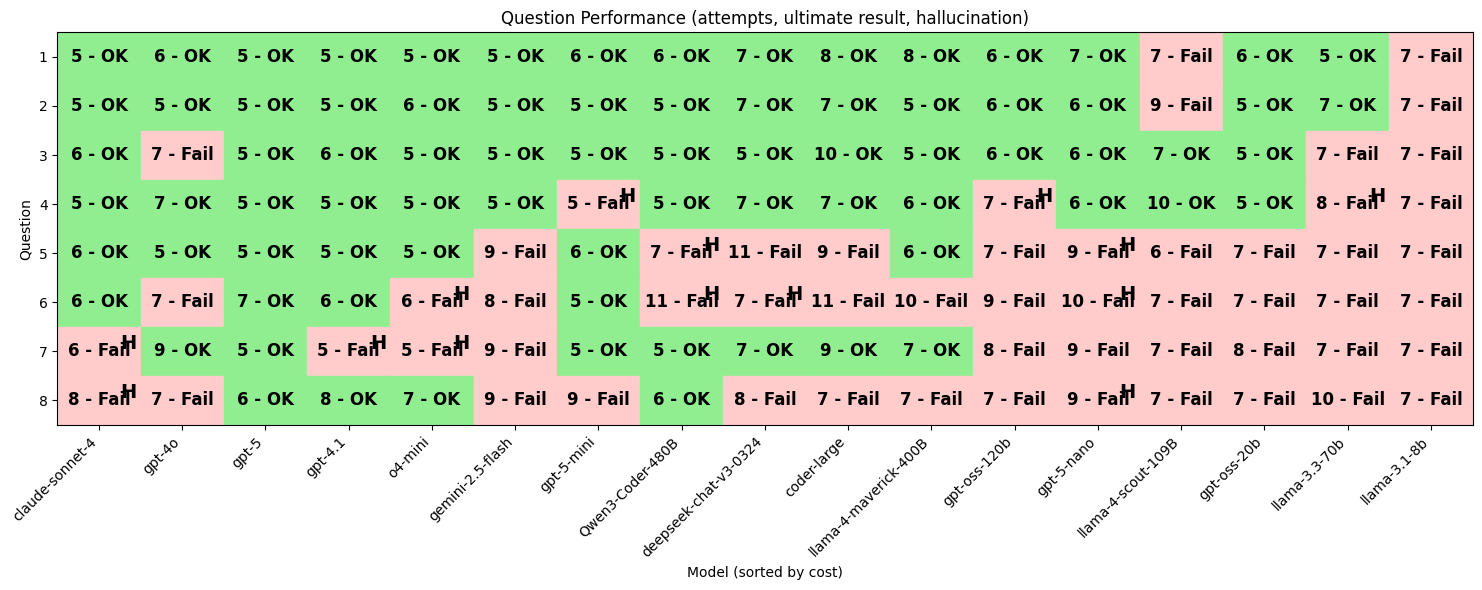 Question Performance (attempts, ultimate result, hallucination)
1 5 - OK 6 - OK 5 - OK 5 - OK 5 - OK 5 - OK 6 - OK 6 - OK 7 - OK 8 - OK 8 - OK 6 - OK 7 - OK 7 - Fail 6 - OK 5 - OK 7 - Fail
2 5 - OK 5 - OK 5 - OK 5 - OK 6 - OK 5 - OK 5 - OK 5 - OK 7 - OK 7 - OK 5 - OK 6 - OK 6 - OK 9 - Fail 5 - OK 7 - OK 7 - Fail
3 6 - OK 7 - Fail 5 - OK 6 - OK 5 - OK 5 - OK 5 - OK 5 - OK 5 - OK 10 - OK 5 - OK 6 - OK 6 - OK 7 - OK 5 - OK 7 - Fail 7 - Fail
4 5 - OK 7 - OK 5 - OK 5 - OK 5 - OK 5 - OK 5 - Fail H 5 - OK 7 - OK 7 - OK 6 - OK 7 - Fail H 6 - OK 10 - OK 5 - OK 8 - Fail H 7 - Fail
5 6 - OK 5 - OK 5 - OK 5 - OK 5 - OK 9 - Fail 6 - OK 7 - Fail H 11 - Fail 9 - Fail 6 - OK 7 - Fail 9 - Fail H 6 - Fail 7 - Fail 7 - Fail 7 - Fail
6 6 - OK 7 - Fail 7 - OK 6 - OK 6 - Fail H 8 - Fail 5 - OK 11 - Fail H 7 - Fail H 11 - Fail 10 - Fail 9 - Fail 10 - Fail H 7 - Fail 7 - Fail 7 - Fail 7 - Fail
7 6 - Fail H 9 - OK 5 - OK 5 - Fail H 5 - Fail H 9 - Fail 5 - OK 5 - OK 7 - OK 9 - OK 7 - OK 8 - Fail 9 - Fail 7 - Fail 8 - Fail 7 - Fail 7 - Fail
8 8 - Fail H 7 - Fail 6 - OK 8 - OK 7 - OK 9 - Fail 9 - Fail 6 - OK 8 - Fail 7 - Fail 7 - Fail 7 - Fail 9 - Fail H 7 - Fail 7 - Fail 10 - Fail 7 - Fail
Question
claude-sonnet-4
gpt-4o
gpt-5
gpt-4.1
o4-mini
gemini-2.5-flash
gpt-5-mini
Qwen3-Coder-480B
deepseek-chat-v3-0324
coder-large
llama-4-maverick-400B
gpt-oss-120b
gpt-5-nano
llama-4-scout-109B
gpt-oss-20b
llama-3.3-70b
llama-3.1-8b
Model (sorted by cost)